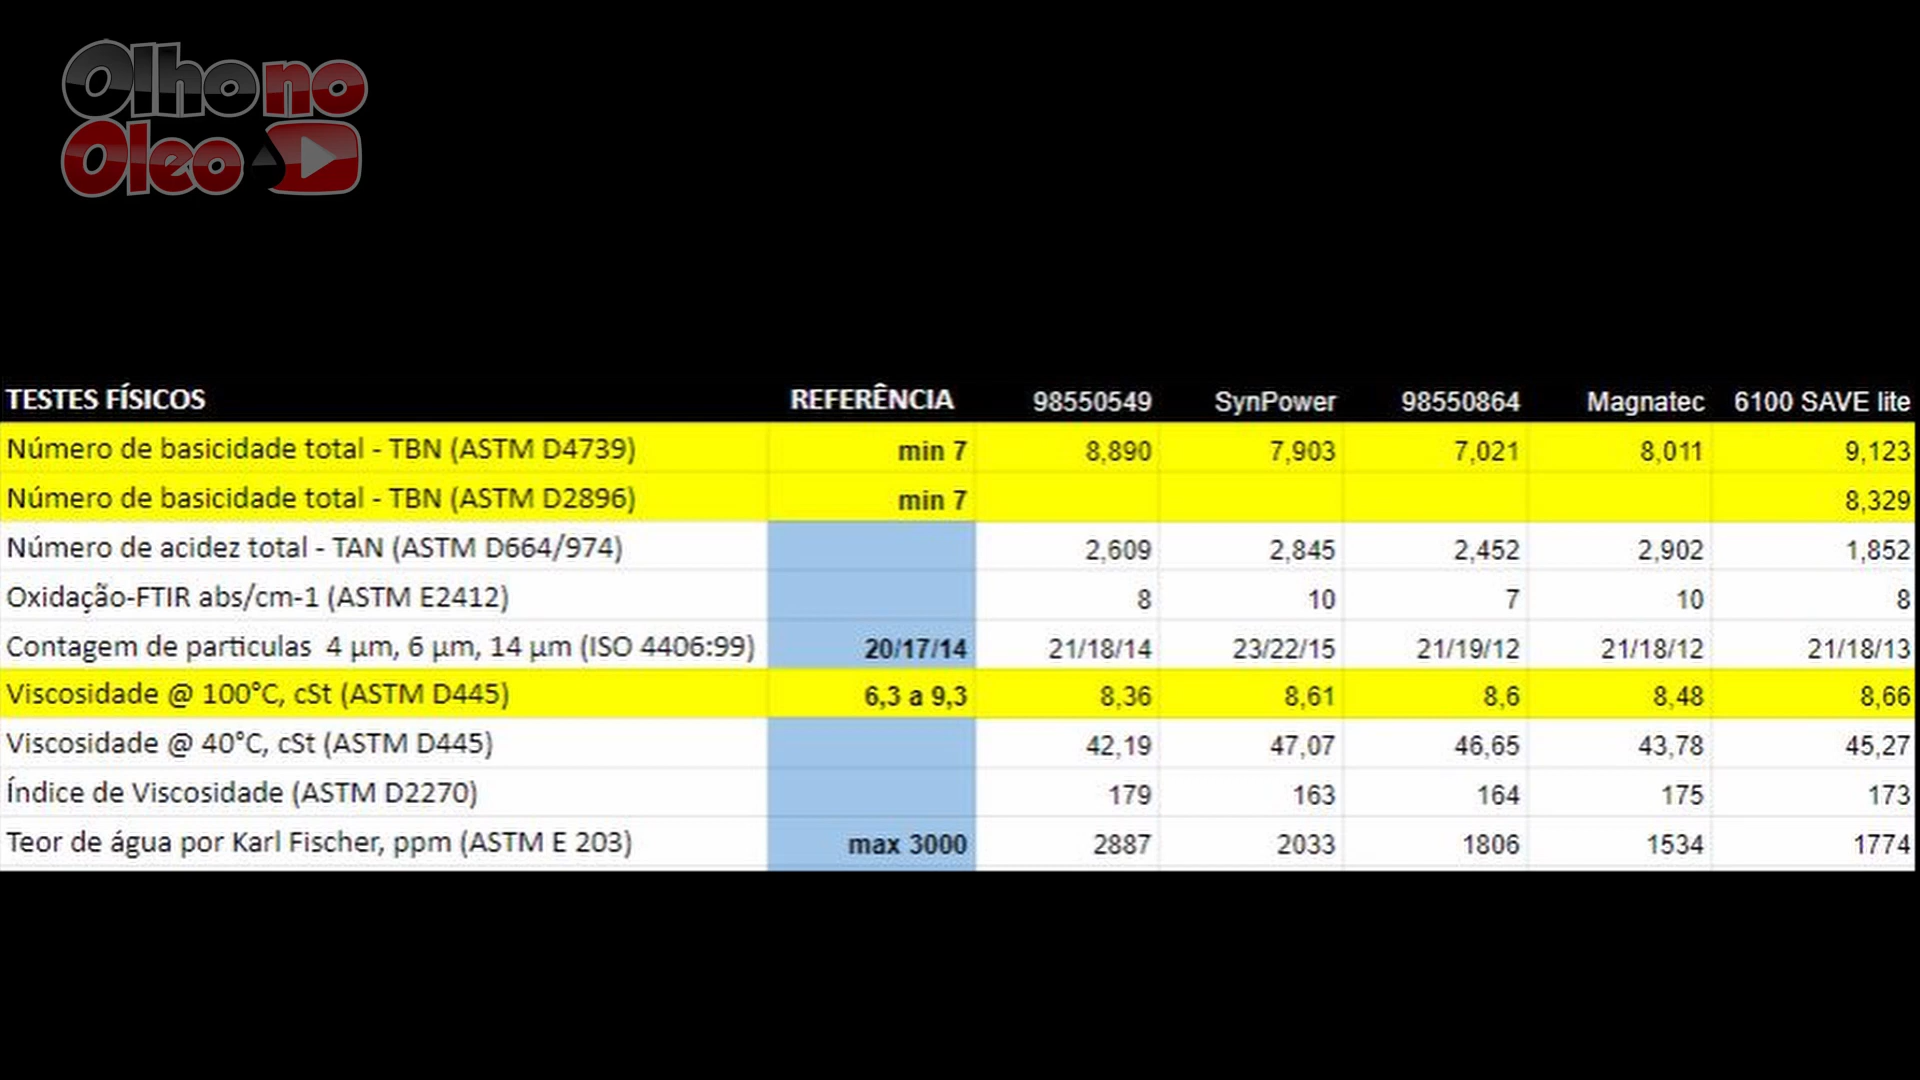 Olho no
Oleo
TESTES FÍSICOS REFERÊNCIA 98550549 SynPower 98550864 Magnatec 6100 SAVE lite
Número de basicidade total - TBN (ASTM D4739) min 7 8,890 7,903 7,021 8,011 9,123
Número de basicidade total - TBN (ASTM D2896) min 7 8,329
Número de acidez total - TAN (ASTM D664/974) 2,609 2,845 2,452 2,902 1,852
Oxidação-FTIR abs/cm-1 (ASTM E2412) 8 10 7 10 8
Contagem de particulas 4 µm, 6 µm, 14 µm (ISO 4406:99) 20/17/14 21/18/14 23/22/15 21/19/12 21/18/12 21/18/13
Viscosidade @ 100°C, cSt (ASTM D445) 6,3 a 9,3 8,36 8,61 8,6 8,48 8,66
Viscosidade @ 40°C, cSt (ASTM D445) 42,19 47,07 46,65 43,78 45,27
Índice de Viscosidade (ASTM D2270) 179 163 164 175 173
Teor de água por Karl Fischer, ppm (ASTM E 203) max 3000 2887 2033 1806 1534 1774